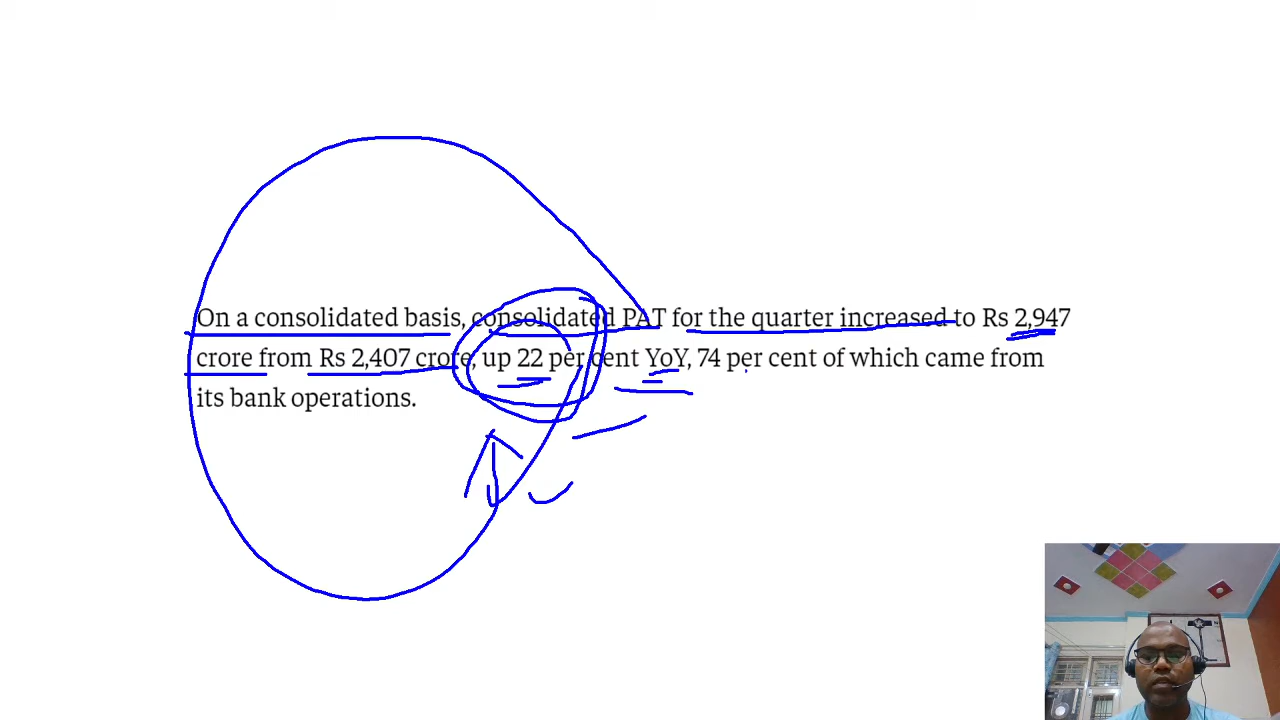 On a consolidated basis, consolidated PAT for the quarter increased to Rs 2,947
crore from Rs 2,407 crore, up 22 per cent YoY, 74 per cent of which came from
its bank operations.